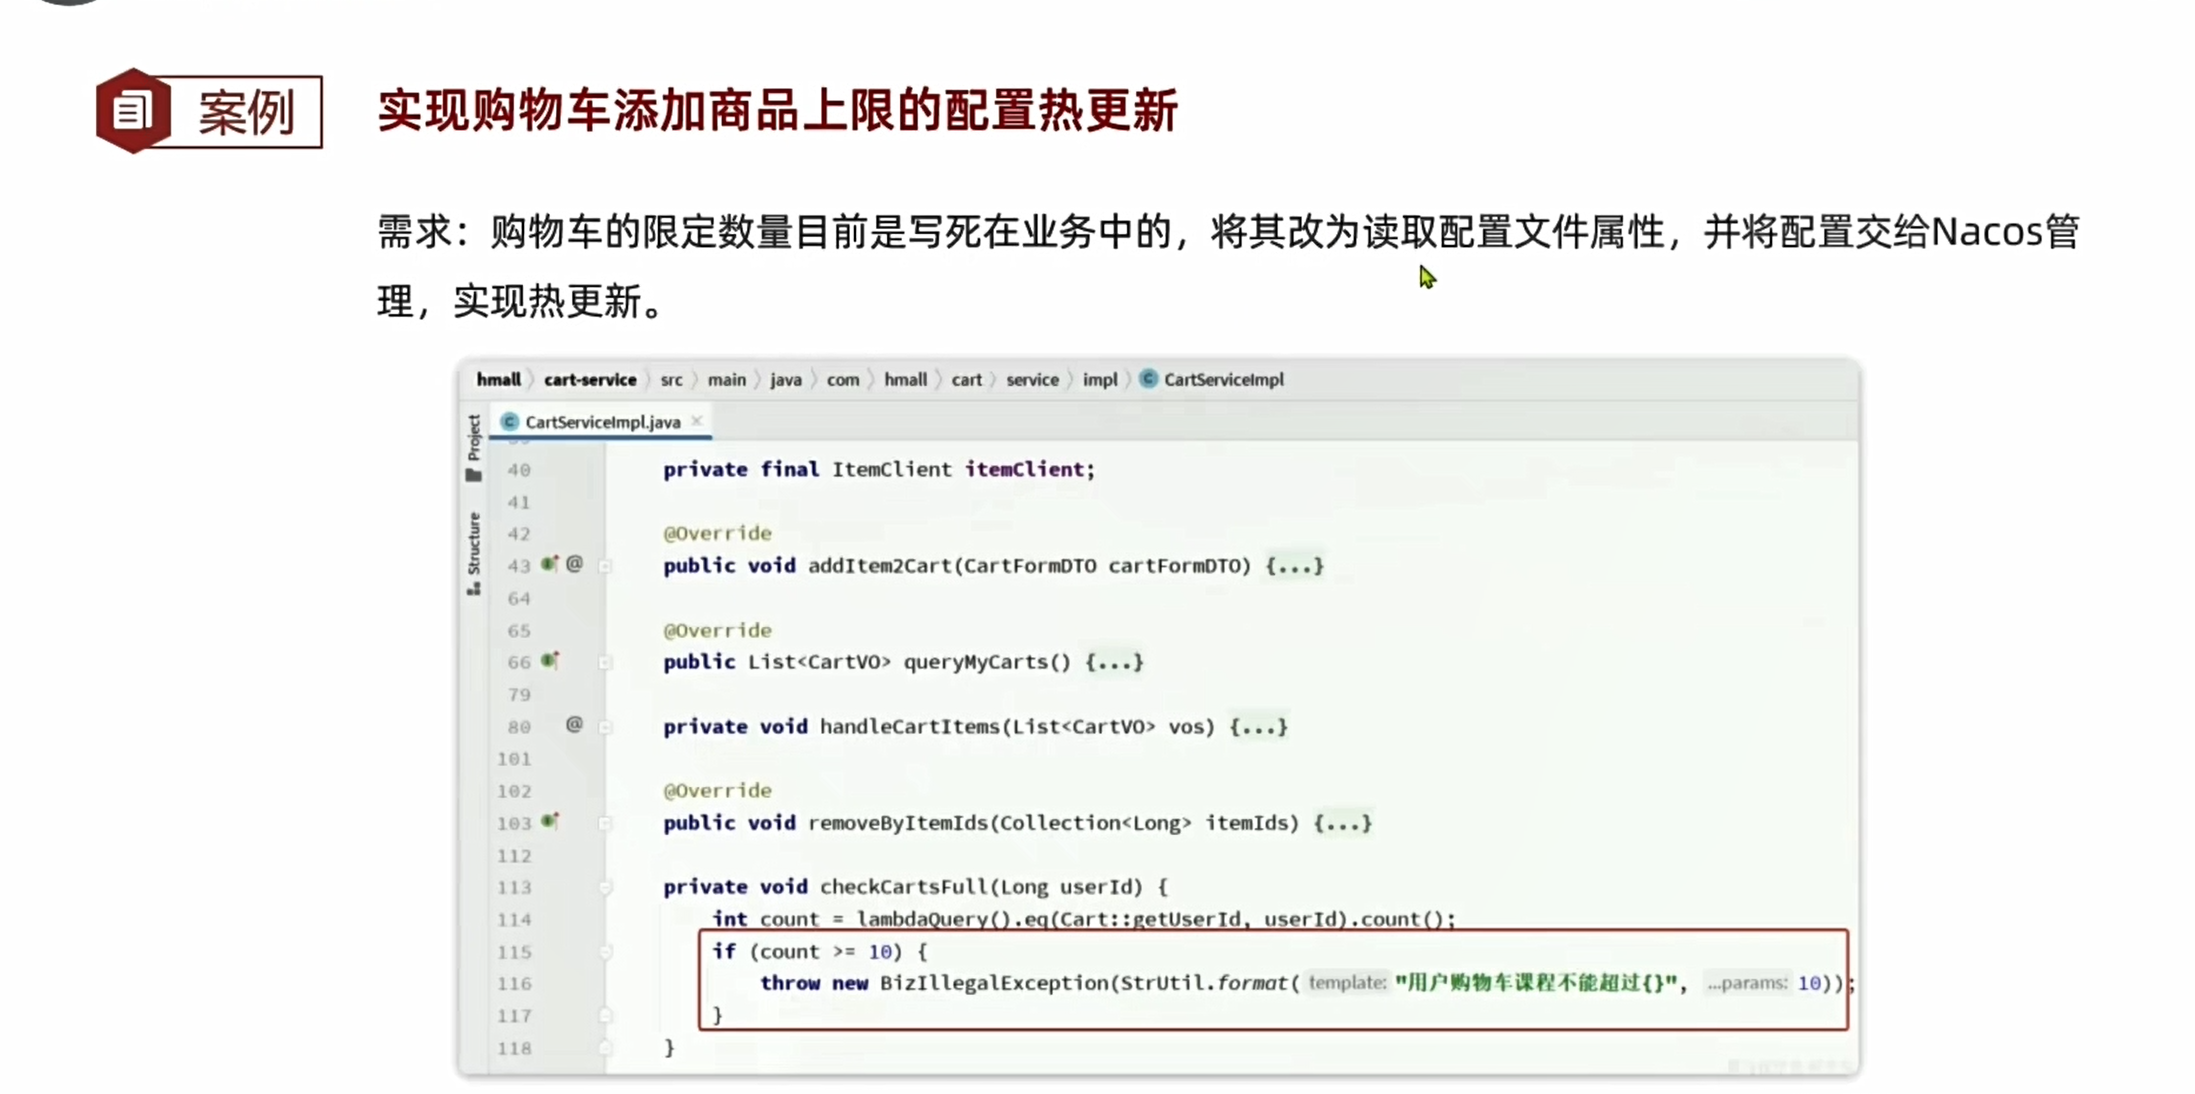 案例
实现购物车添加商品上限的配置热更新
需求：购物车的限定数量目前是写死在业务中的，将其改为读取配置文件属性，并将配置交给Nacos管
理，实现热更新。
hmall cart-service src main java com hmall cart service impl C CartServiceImpl
C CartServiceImpl.java ×
Project
Structure
40 private final ItemClient itemClient;
41
42 @Override
43 @ public void addItem2Cart(CartFormDTO cartFormDTO) {...}
64
65 @Override
66 public List<CartVO> queryMyCarts() {...}
79
80 @ private void handleCartItems(List<CartVO> vos) {...}
101
102 @Override
103 public void removeByItemIds(Collection<Long> itemIds) {...}
112
113 private void checkCartsFull(Long userId) {
114 int count = lambdaQuery().eq(Cart::getUserId, userId).count();
115 if (count >= 10) {
116 throw new BizIllegalException(StrUtil.format( template: "用户购物车课程不能超过{}", ...params: 10));
117 }
118 }